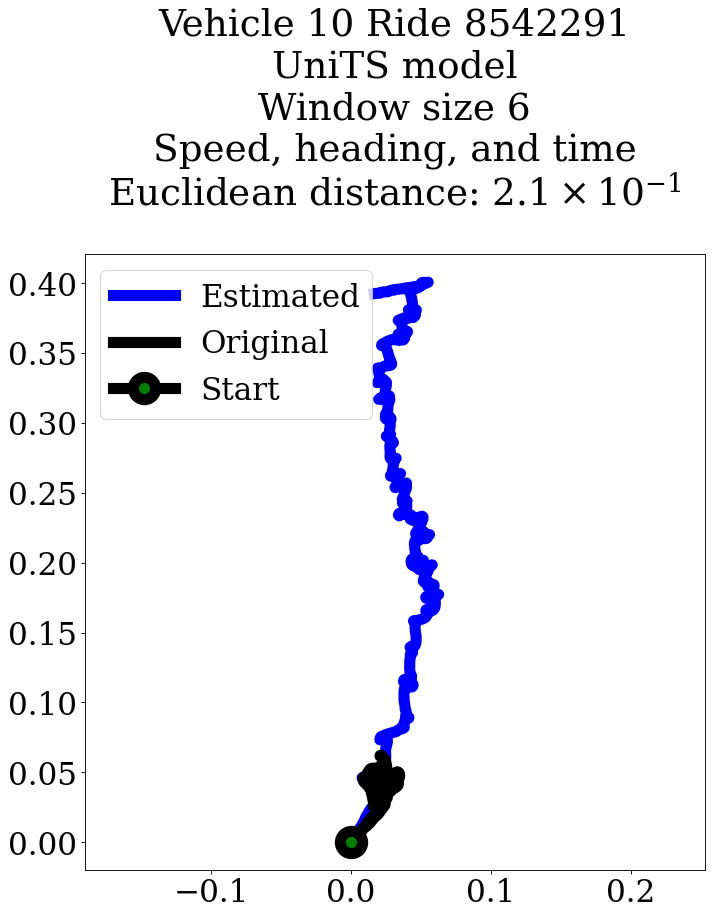 Vehicle 10 Ride 8542291
UniTS model
Window size 6
Speed, heading, and time
Euclidean distance: 2.1 × 10⁻¹
Estimated
Original
Start
0.40
0.35
0.30
0.25
0.20
0.15
0.10
0.05
0.00
−0.1 0.0 0.1 0.2